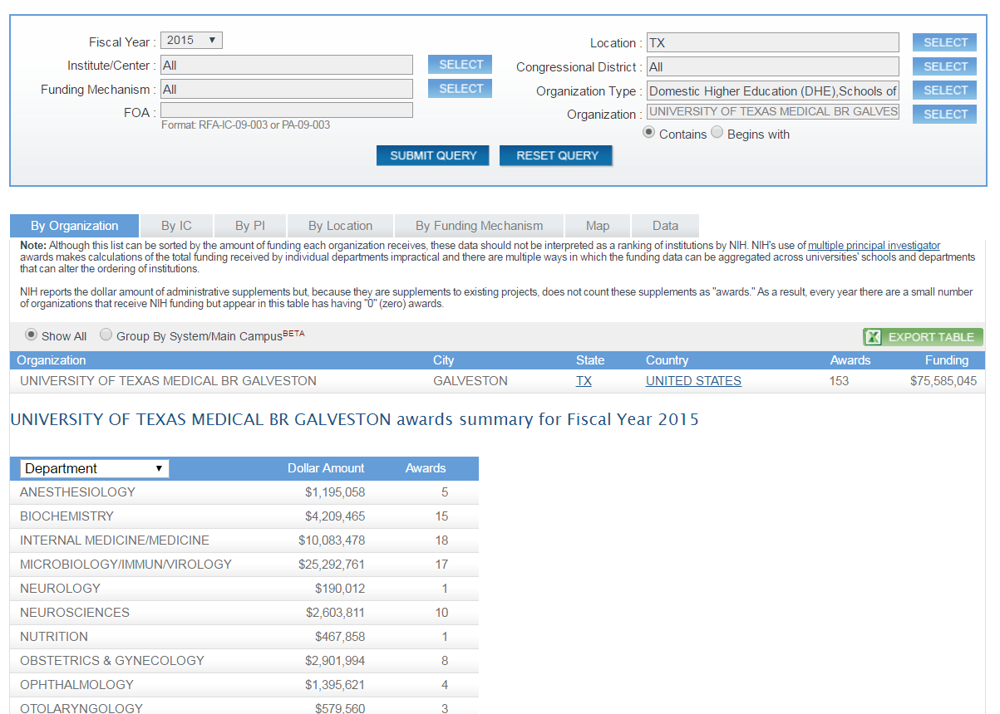 Fiscal Year : 2015
Location : TX
Institute/Center : All SELECT
SELECT
Congressional District : All SELECT
Funding Mechanism : All SELECT
Organization Type : Domestic Higher Education (DHE),Schools of SELECT
FOA :
Format: RFA-IC-09-003 or PA-09-003
Organization : UNIVERSITY OF TEXAS MEDICAL BR GALVES SELECT
Contains Begins with
SUBMIT QUERY RESET QUERY
By Organization By IC By PI By Location By Funding Mechanism Map Data
Note: Although this list can be sorted by the amount of funding each organization receives, these data should not be interpreted as a ranking of institutions by NIH. NIH's use of multiple principal investigator
awards makes calculations of the total funding received by individual departments impractical and there are multiple ways in which the funding data can be aggregated across universities' schools and departments
that can alter the ordering of institutions.
NIH reports the dollar amount of administrative supplements but, because they are supplements to existing projects, does not count these supplements as "awards." As a result, every year there are a small number
of organizations that receive NIH funding but appear in this table has having "0" (zero) awards.
Show All Group By System/Main CampusBETA EXPORT TABLE
Organization City State Country Awards Funding
UNIVERSITY OF TEXAS MEDICAL BR GALVESTON GALVESTON TX UNITED STATES 153 $75,585,045
UNIVERSITY OF TEXAS MEDICAL BR GALVESTON awards summary for Fiscal Year 2015
Department Dollar Amount Awards
ANESTHESIOLOGY $1,195,058 5
BIOCHEMISTRY $4,209,465 15
INTERNAL MEDICINE/MEDICINE $10,083,478 18
MICROBIOLOGY/IMMUN/VIROLOGY $25,292,761 17
NEUROLOGY $190,012 1
NEUROSCIENCES $2,603,811 10
NUTRITION $467,858 1
OBSTETRICS & GYNECOLOGY $2,901,994 8
OPHTHALMOLOGY $1,395,621 4
OTOLARYNGOLOGY $579,560 3